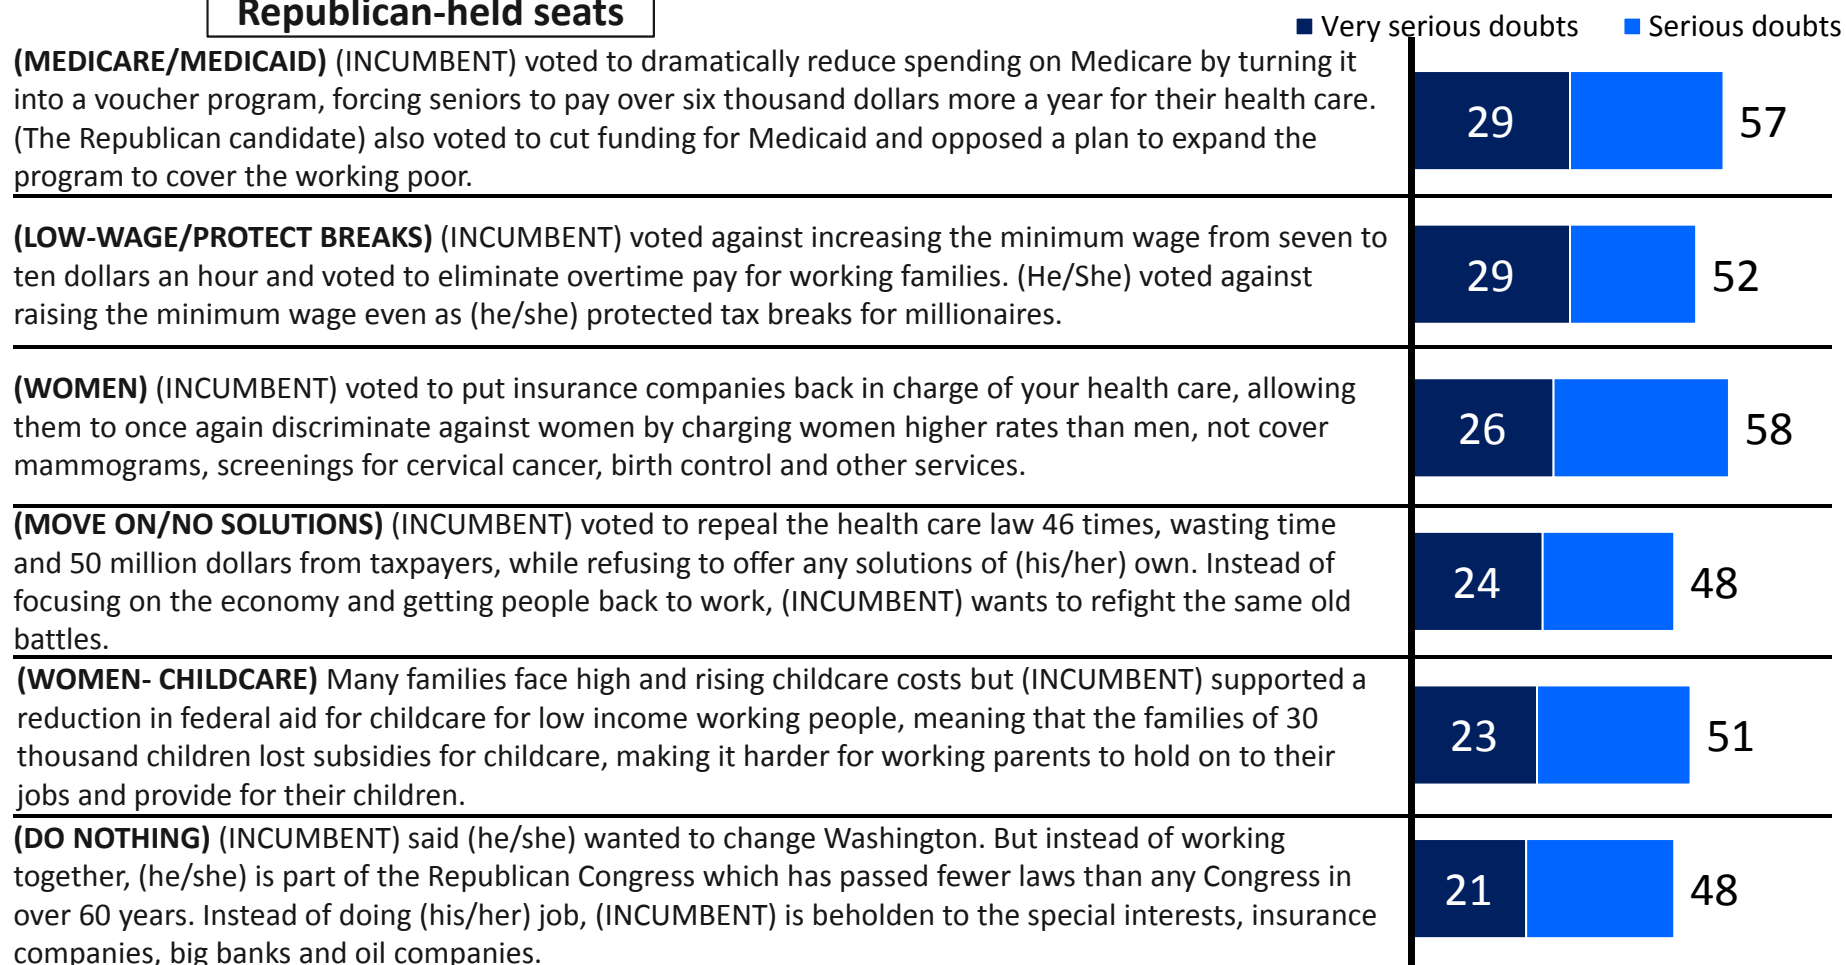 Republican-held seats
Very serious doubts Serious doubts
(MEDICARE/MEDICAID) (INCUMBENT) voted to dramatically reduce spending on Medicare by turning it
into a voucher program, forcing seniors to pay over six thousand dollars more a year for their health care.
(The Republican candidate) also voted to cut funding for Medicaid and opposed a plan to expand the
program to cover the working poor.
29 57
(LOW-WAGE/PROTECT BREAKS) (INCUMBENT) voted against increasing the minimum wage from seven to
ten dollars an hour and voted to eliminate overtime pay for working families. (He/She) voted against
raising the minimum wage even as (he/she) protected tax breaks for millionaires.
29 52
(WOMEN) (INCUMBENT) voted to put insurance companies back in charge of your health care, allowing
them to once again discriminate against women by charging women higher rates than men, not cover
mammograms, screenings for cervical cancer, birth control and other services.
26 58
(MOVE ON/NO SOLUTIONS) (INCUMBENT) voted to repeal the health care law 46 times, wasting time
and 50 million dollars from taxpayers, while refusing to offer any solutions of (his/her) own. Instead of
focusing on the economy and getting people back to work, (INCUMBENT) wants to refight the same old
battles.
24 48
(WOMEN- CHILDCARE) Many families face high and rising childcare costs but (INCUMBENT) supported a
reduction in federal aid for childcare for low income working people, meaning that the families of 30
thousand children lost subsidies for childcare, making it harder for working parents to hold on to their
jobs and provide for their children.
23 51
(DO NOTHING) (INCUMBENT) said (he/she) wanted to change Washington. But instead of working
together, (he/she) is part of the Republican Congress which has passed fewer laws than any Congress in
over 60 years. Instead of doing (his/her) job, (INCUMBENT) is beholden to the special interests, insurance
companies, big banks and oil companies.
21 48